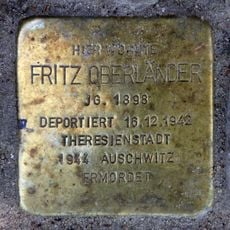 HIER WOHNTE
FRITZ OBERLÄNDER
JG. 1898
DEPORTIERT 16.12.1942
THERESIENSTADT
1944 AUSCHWITZ
ERMORDET